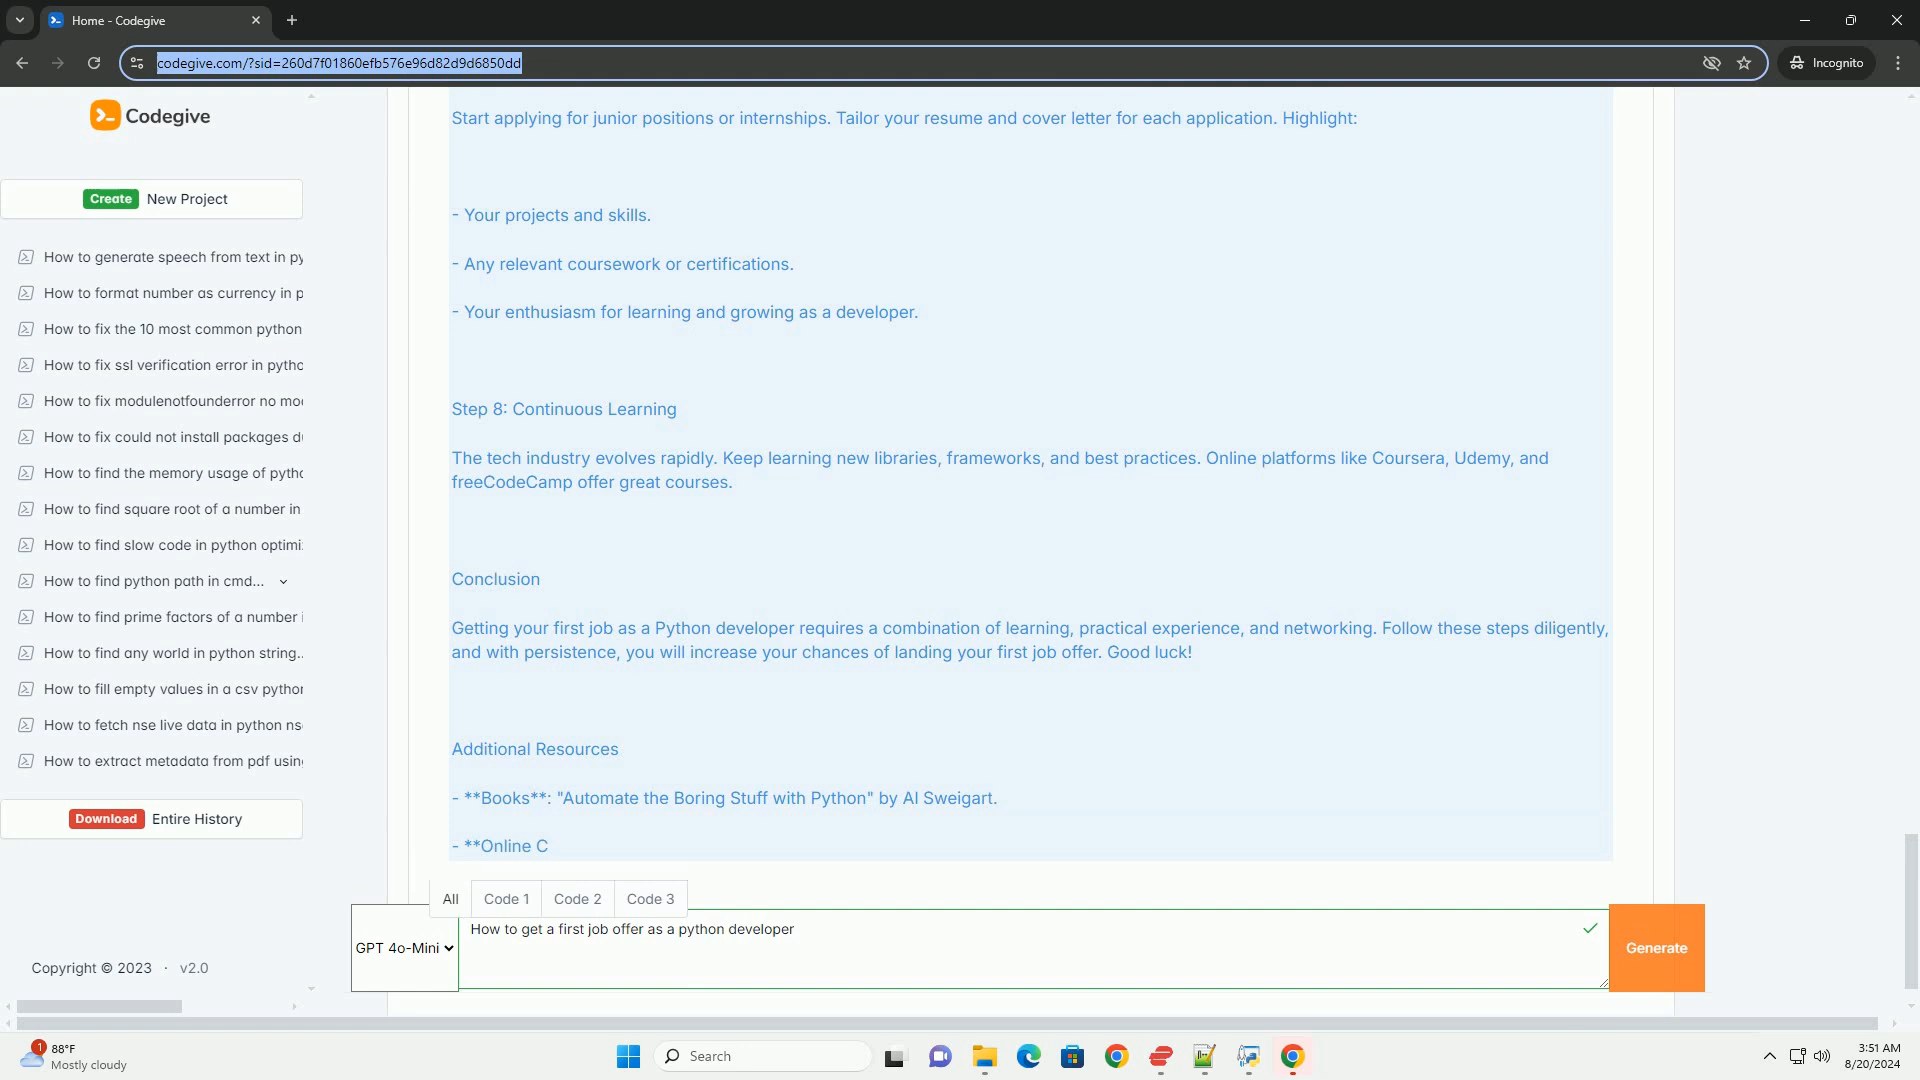 Home - Codegive
codegive.com/?sid=260d7f01860efb576e96d82d9d6850dd
Incognito
Codegive
Create New Project
How to generate speech from text in py
How to format number as currency in p
How to fix the 10 most common python
How to fix ssl verification error in pytho
How to fix modulenotfounderror no mo
How to fix could not install packages d
How to find the memory usage of pytho
How to find square root of a number in
How to find slow code in python optimi
How to find python path in cmd...
How to find prime factors of a number i
How to find any world in python string..
How to fill empty values in a csv python
How to fetch nse live data in python ns
How to extract metadata from pdf usin
Download Entire History
Copyright © 2023 · v2.0
Start applying for junior positions or internships. Tailor your resume and cover letter for each application. Highlight:
- Your projects and skills.
- Any relevant coursework or certifications.
- Your enthusiasm for learning and growing as a developer.
Step 8: Continuous Learning
The tech industry evolves rapidly. Keep learning new libraries, frameworks, and best practices. Online platforms like Coursera, Udemy, and
freeCodeCamp offer great courses.
Conclusion
Getting your first job as a Python developer requires a combination of learning, practical experience, and networking. Follow these steps diligently,
and with persistence, you will increase your chances of landing your first job offer. Good luck!
Additional Resources
- **Books**: "Automate the Boring Stuff with Python" by Al Sweigart.
- **Online C
All Code 1 Code 2 Code 3
GPT 4o-Mini
How to get a first job offer as a python developer
Generate
1
88°F
Mostly cloudy
Search
3:51 AM
8/20/2024